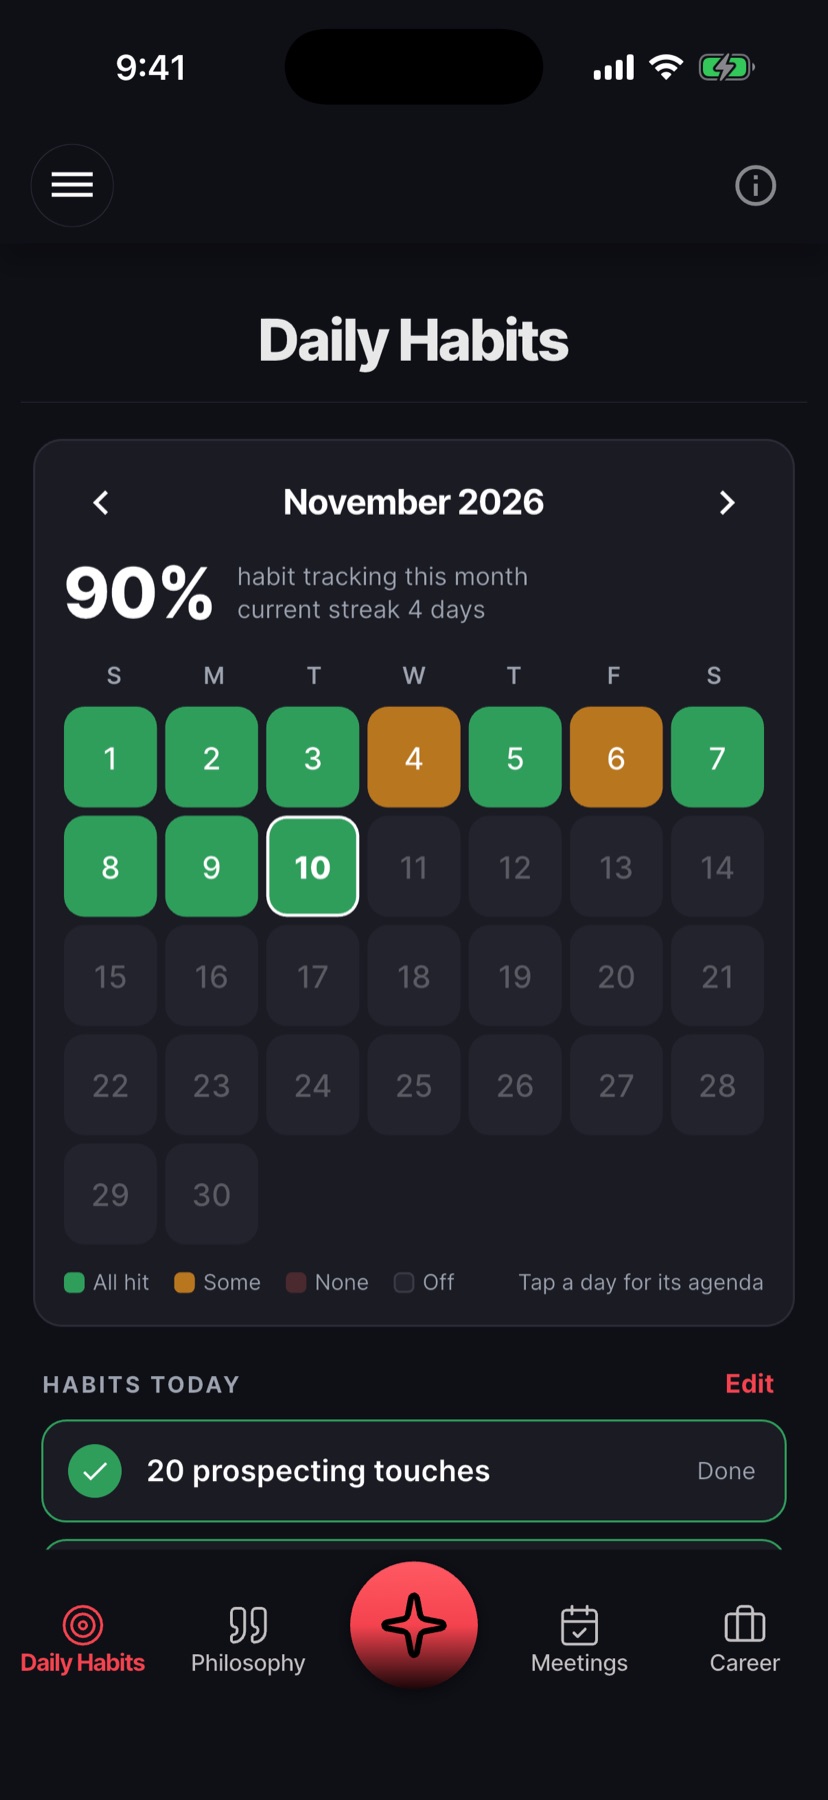 9:41
Daily Habits
November 2026
90%
habit tracking this month
current streak 4 days
S M T W T F S
1 2 3 4 5 6 7
8 9 10 11 12 13 14
15 16 17 18 19 20 21
22 23 24 25 26 27 28
29 30
All hit Some None Off Tap a day for its agenda
HABITS TODAY Edit
20 prospecting touches Done
Daily Habits Philosophy Meetings Career